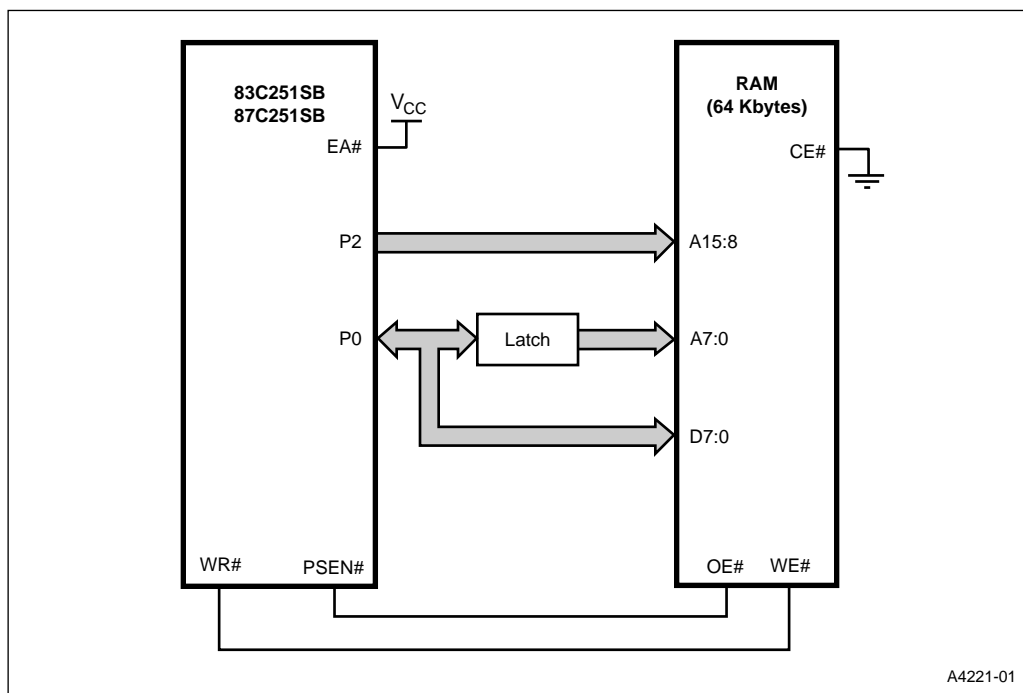 83C251SB
87C251SB
VCC
EA#
RAM
(64 Kbytes)
CE#
P2
A15:8
P0
Latch
A7:0
D7:0
WR#
PSEN#
OE#
WE#
A4221-01